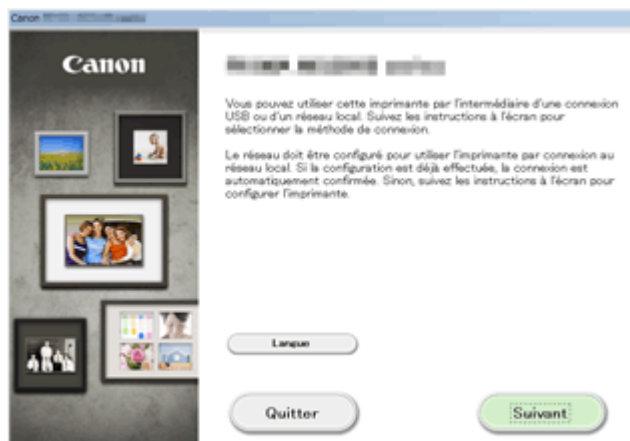 Canon
Canon
Vous pouvez utiliser cette imprimante par l'intermédiaire d'une connexion
USB ou d'un réseau local. Suivez les instructions à l'écran pour
sélectionner la méthode de connexion.
Le réseau doit être configuré pour utiliser l'imprimante par connexion au
réseau local. Si la configuration est déjà effectuée, la connexion est
automatiquement confirmée. Sinon, suivez les instructions à l'écran pour
configurer l'imprimante.
Langue
Quitter
Suivant